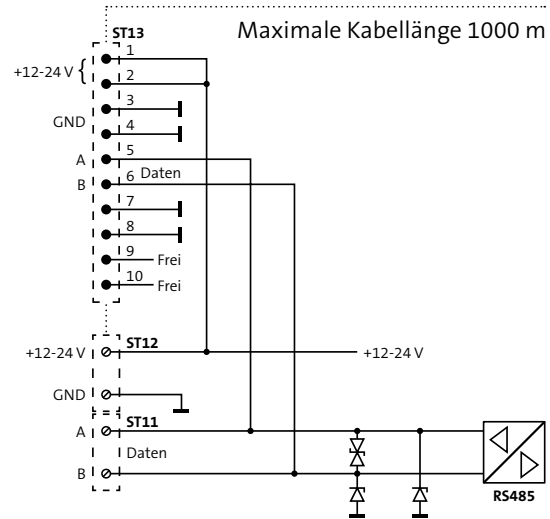 Maximale Kabellänge 1000 m
ST13
+12-24 V
1
2
GND
3
4
A
5
Daten
B
6
7
8
9
Frei
10
Frei
+12-24 V
ST12
+12-24 V
GND
ST11
A
Daten
B
RS485